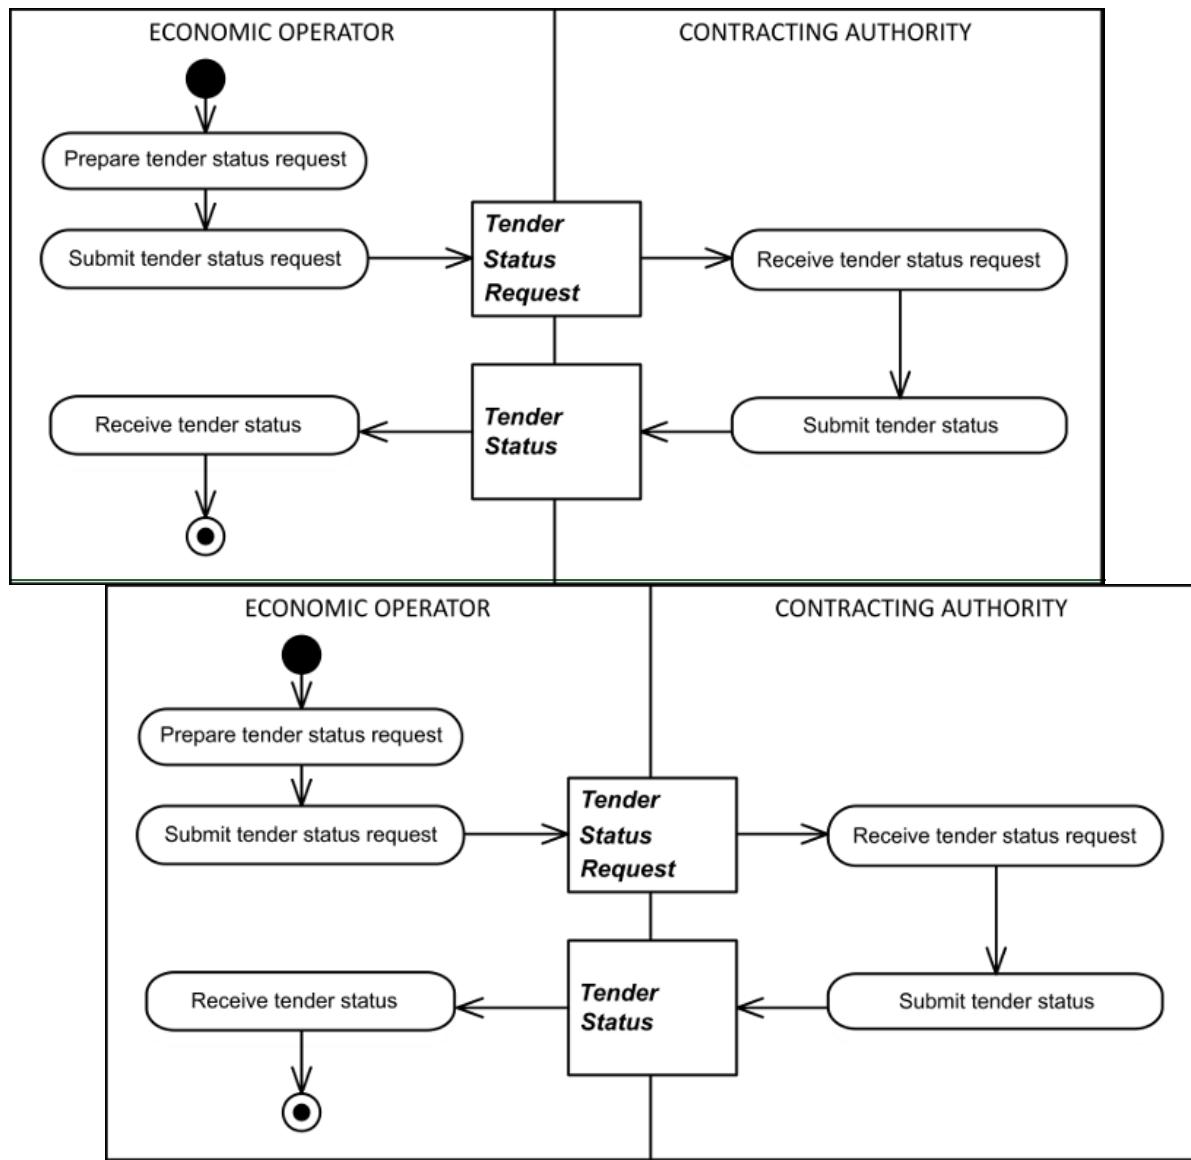 ECONOMIC OPERATOR
CONTRACTING AUTHORITY
Prepare tender status request
Submit tender status request
Tender
Status
Request
Receive tender status request
Receive tender status
Tender
Status
Submit tender status
ECONOMIC OPERATOR
CONTRACTING AUTHORITY
Prepare tender status request
Submit tender status request
Tender
Status
Request
Receive tender status request
Receive tender status
Tender
Status
Submit tender status